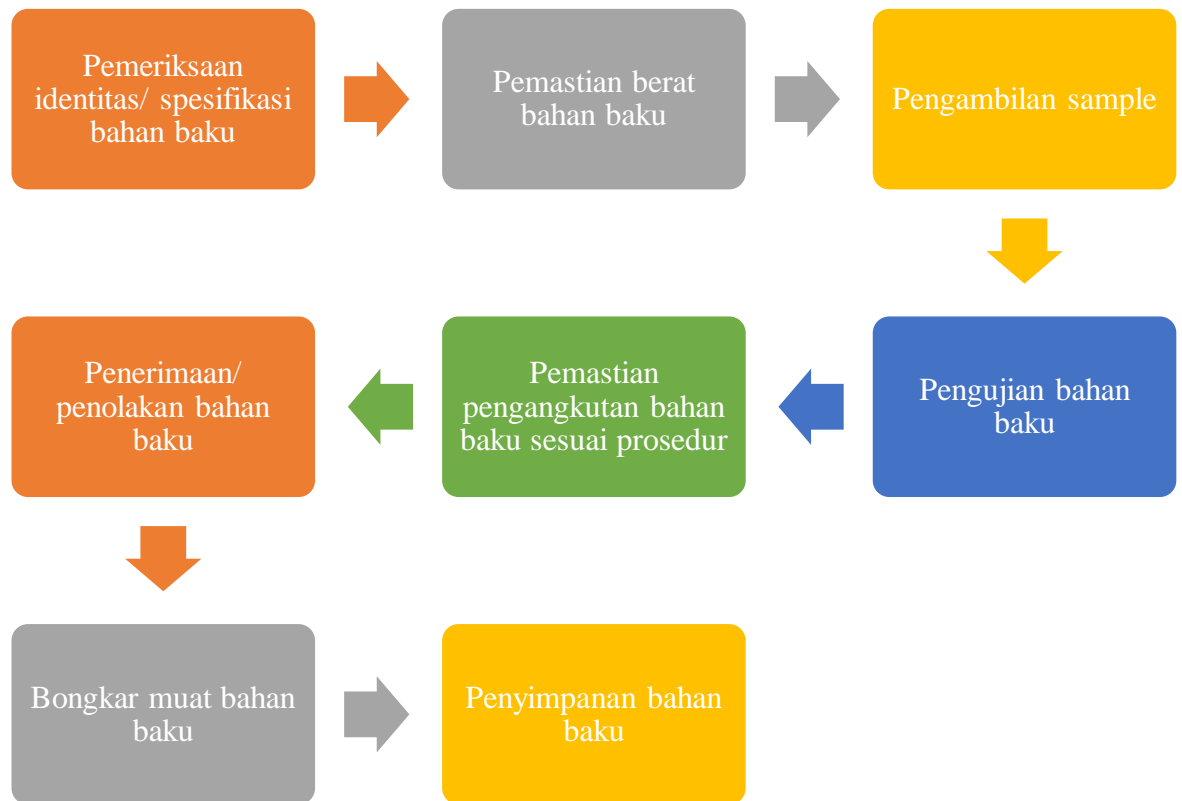 Pemeriksaan
identitas/ spesifikasi
bahan baku
Pemastian berat
bahan baku
Pengambilan sample
Pengujian bahan
baku
Pemastian
pengangkutan bahan
baku sesuai prosedur
Penerimaan/
penolakan bahan
baku
Bongkar muat bahan
baku
Penyimpanan bahan
baku